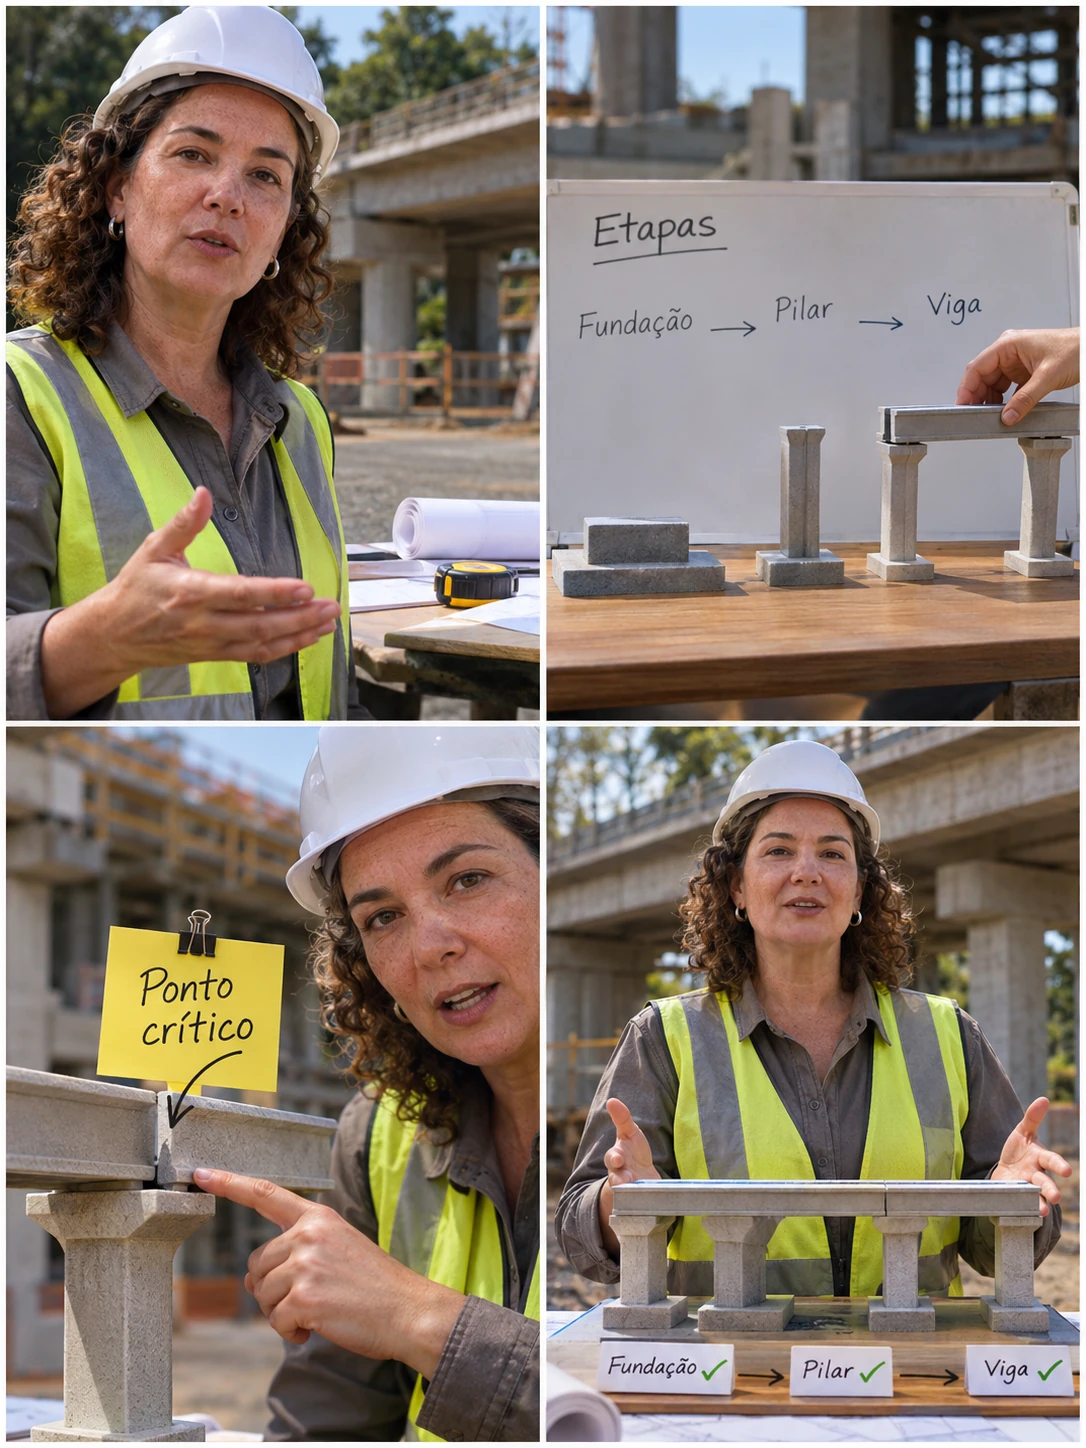 Etapas
Fundação → Pilar → Viga
Ponto
crítico
Fundação ✓ → Pilar ✓ → Viga ✓